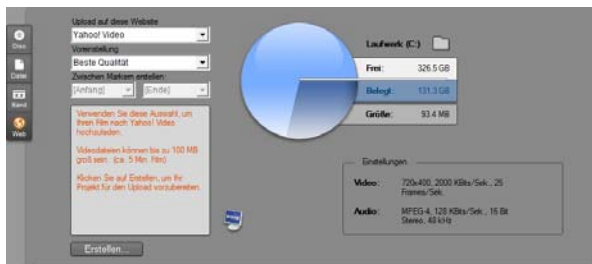 Upload auf diese Website
Yahoo! Video
Voreinstellung
Beste Qualität
Zwischen Markern erstellen:
[Anfang] [Ende]
Verwenden Sie diese Auswahl, um
Ihren Film nach Yahoo! Video
hochzuladen.
Videodateien können bis zu 100 MB
groß sein. (ca. 5 Min. Film)
Klicken Sie auf Erstellen, um Ihr
Projekt für den Upload vorzubereiten.
Erstellen...
Disc
Datei
Band
Web
Laufwerk (C:)
Frei: 326.5 GB
Belegt: 131.3 GB
Größe: 93.4 MB
Einstellungen
Video: 720x400, 2000 KBits/Sek., 25
Frames/Sek.
Audio: MPEG-4, 128 KBits/Sek., 16 Bit
Stereo, 48 kHz